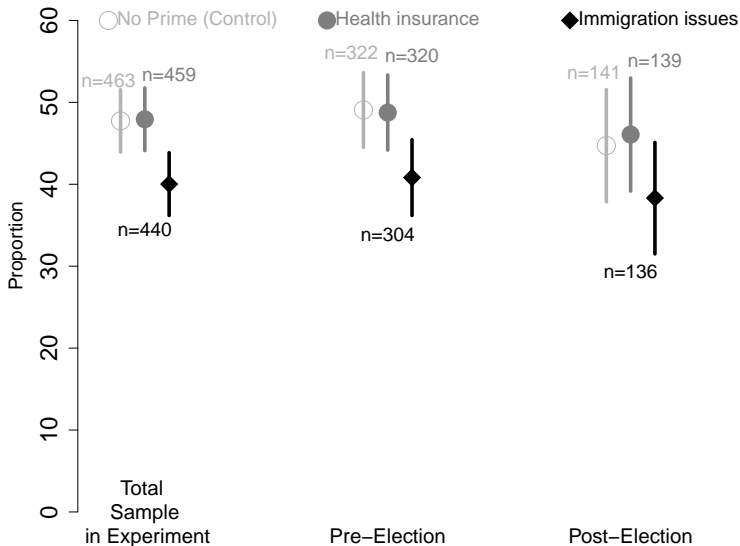 No Prime (Control)
Health insurance
Immigration issues
Proportion
60
50
40
30
20
10
0
n=463
n=459
n=440
n=322
n=320
n=304
n=141
n=139
n=136
Total
Sample
in Experiment
Pre−Election
Post−Election